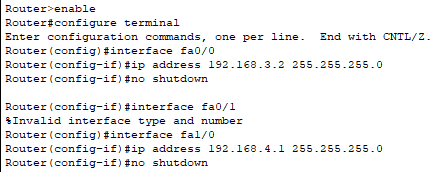 Router>enable
Router#configure terminal
Enter configuration commands, one per line.  End with CNTL/Z.
Router(config)#interface fa0/0
Router(config-if)#ip address 192.168.3.2 255.255.255.0
Router(config-if)#no shutdown

Router(config-if)#interface fa0/1
%Invalid interface type and number
Router(config)#interface fa1/0
Router(config-if)#ip address 192.168.4.1 255.255.255.0
Router(config-if)#no shutdown